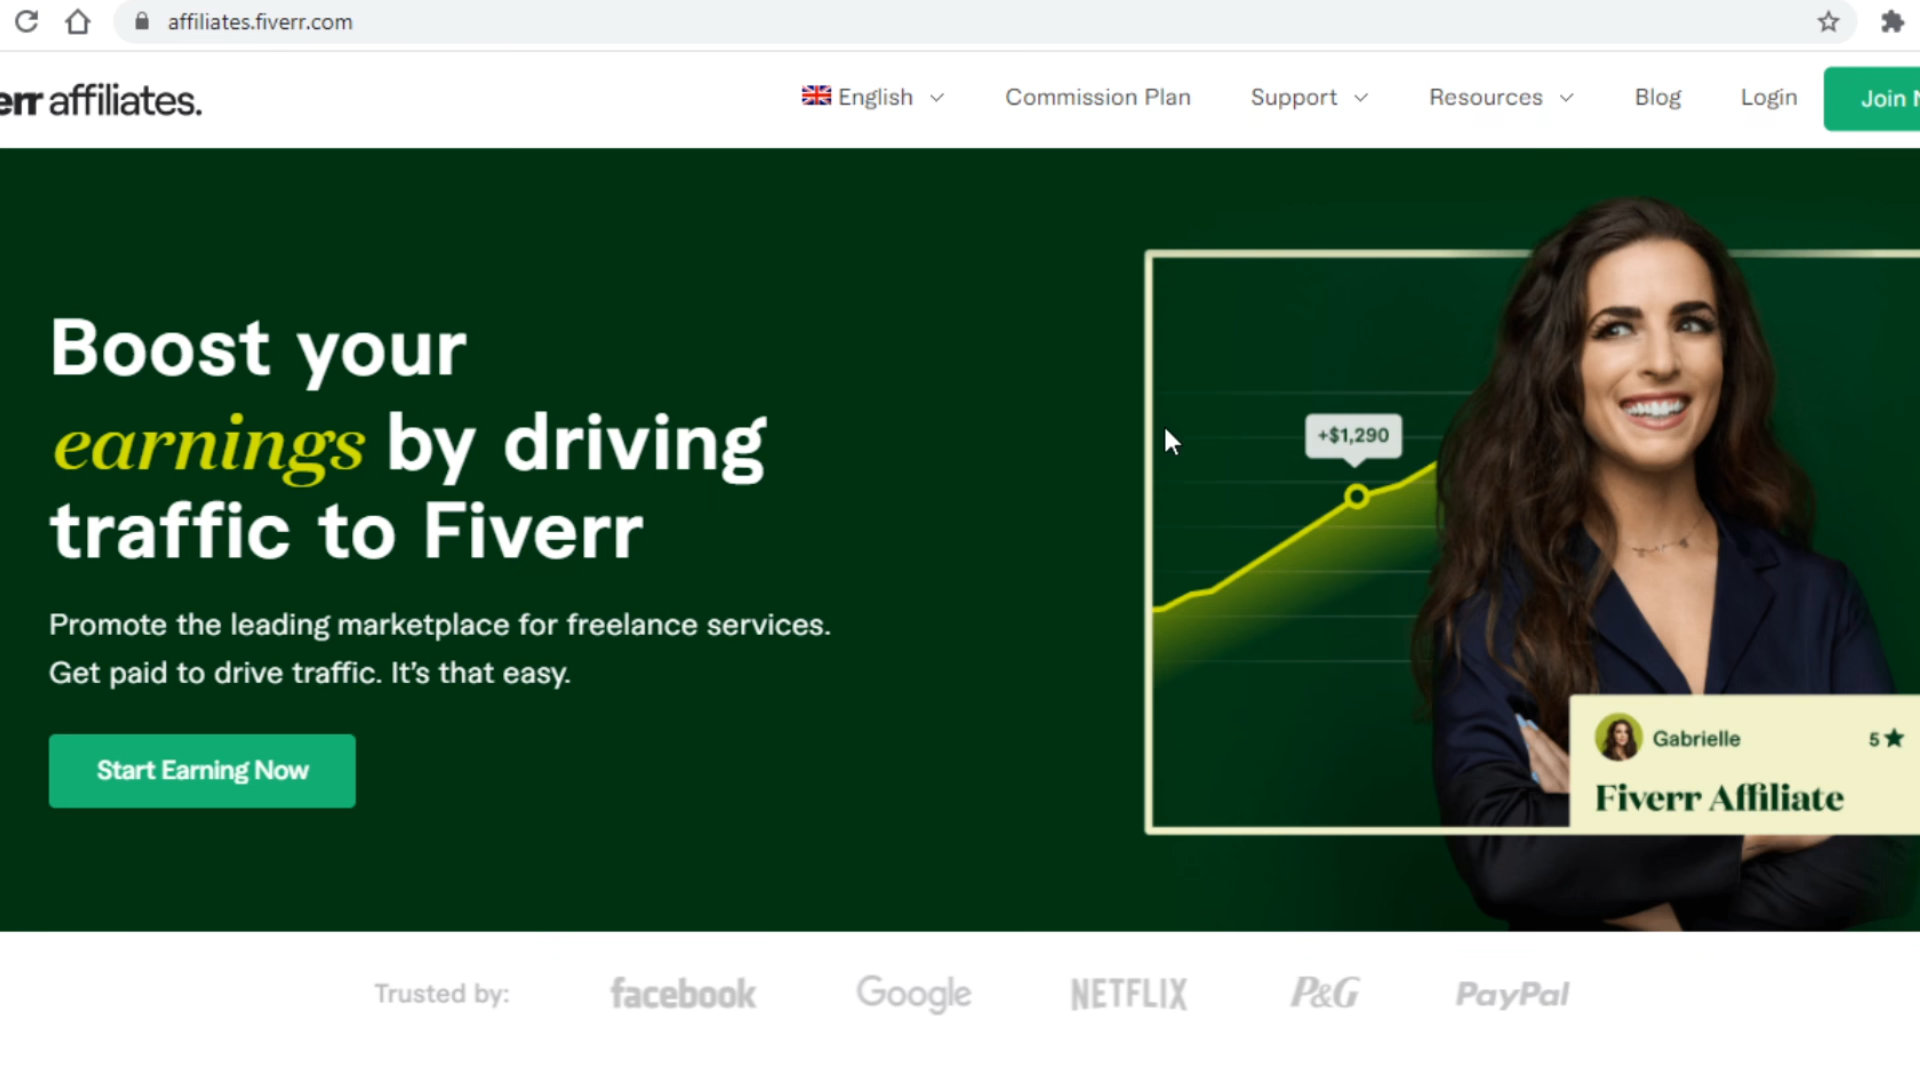 affiliates.fiverr.com
err affiliates.
English Commission Plan Support Resources Blog Login Join
Boost your
earnings by driving
traffic to Fiverr
Promote the leading marketplace for freelance services.
Get paid to drive traffic. It's that easy.
Start Earning Now
+$1,290
Gabrielle 5★
Fiverr Affiliate
Trusted by: facebook Google NETFLIX P&G PayPal